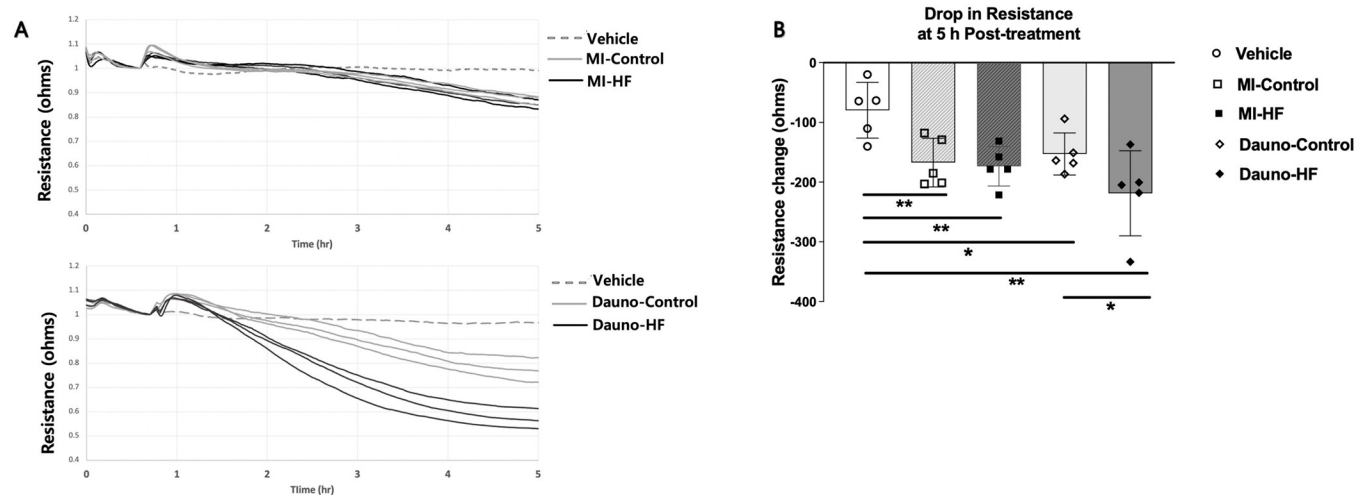 A
Resistance (ohms)
1.2
1.1
1
0.9
0.8
0.7
0.6
0.5
0.4
0
1
2
3
4
5
Time (hr)
Vehicle
MI-Control
MI-HF
Resistance (ohms)
1.2
1.1
1
0.9
0.8
0.7
0.6
0.5
0.4
0
1
2
3
4
5
TIime (hr)
Vehicle
Dauno-Control
Dauno-HF
B
Drop in Resistance
at 5 h Post-treatment
Resistance change (ohms)
0
-100
-200
-300
-400
**
**
*
**
*
Vehicle
MI-Control
MI-HF
Dauno-Control
Dauno-HF